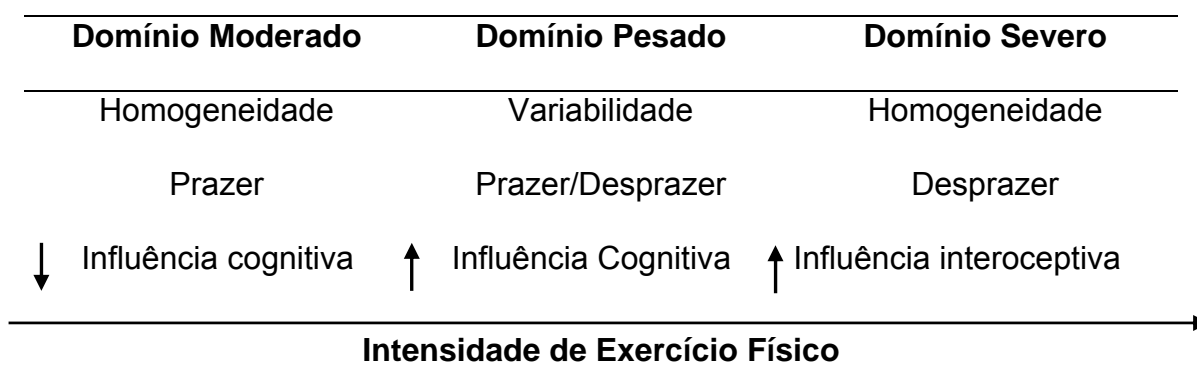 Domínio Moderado Domínio Pesado Domínio Severo
Homogeneidade Variabilidade Homogeneidade
Prazer Prazer/Desprazer Desprazer
↓ Influência cognitiva ↑ Influência Cognitiva ↑ Influência interoceptiva
Intensidade de Exercício Físico